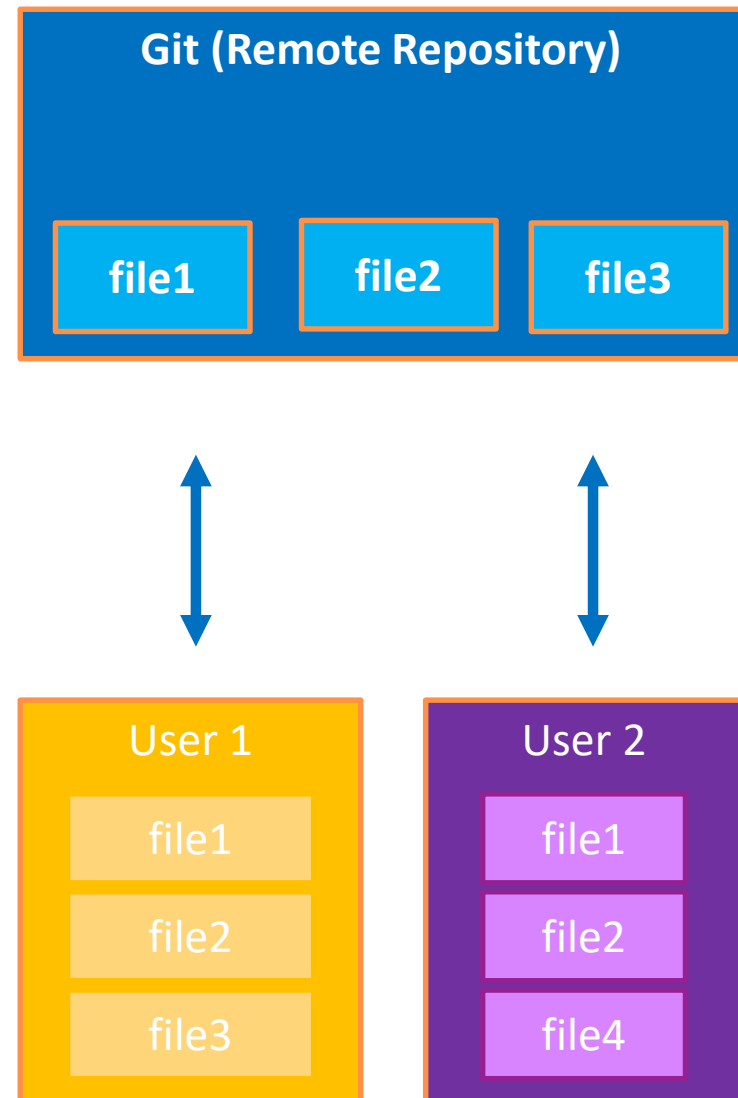 Git (Remote Repository)
file1 file2 file3
User 1 User 2
file1 file1
file2 file2
file3 file4